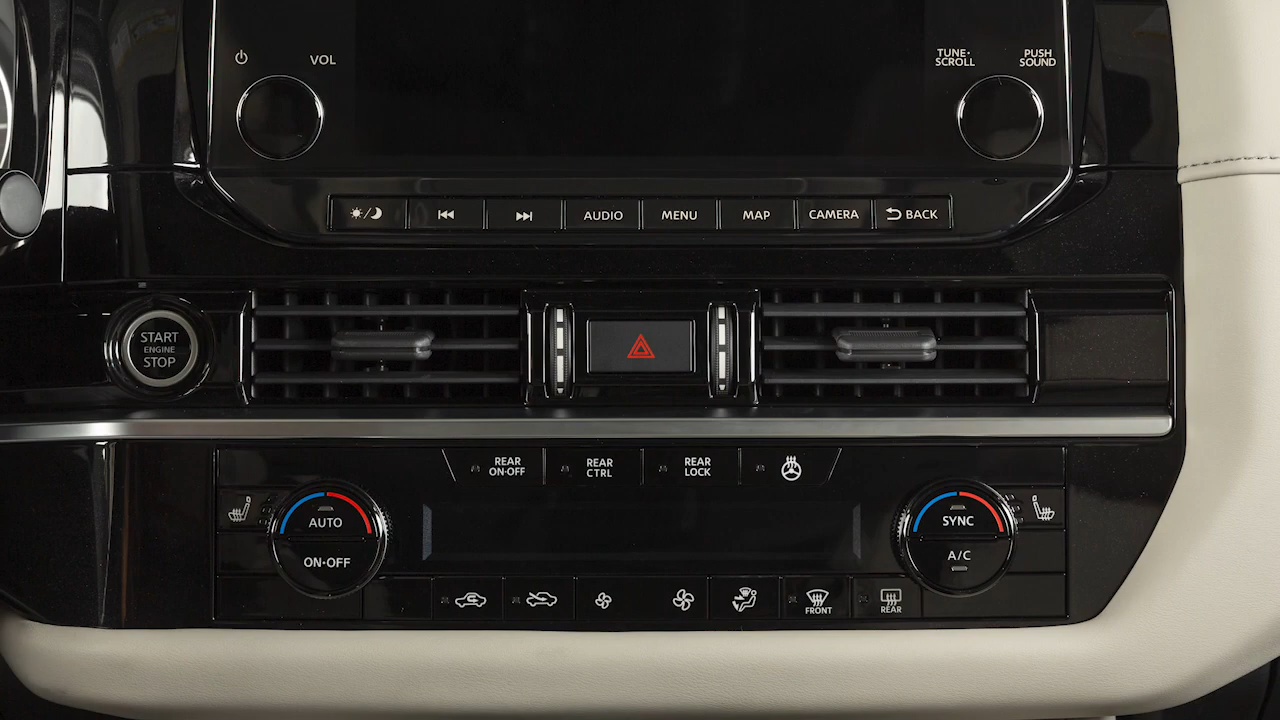 VOL
TUNE·
SCROLL
PUSH
SOUND
AUDIO
MENU
MAP
CAMERA
BACK
START
ENGINE
STOP
REAR
ON·OFF
REAR
CTRL
REAR
LOCK
AUTO
ON·OFF
SYNC
A/C
FRONT
REAR